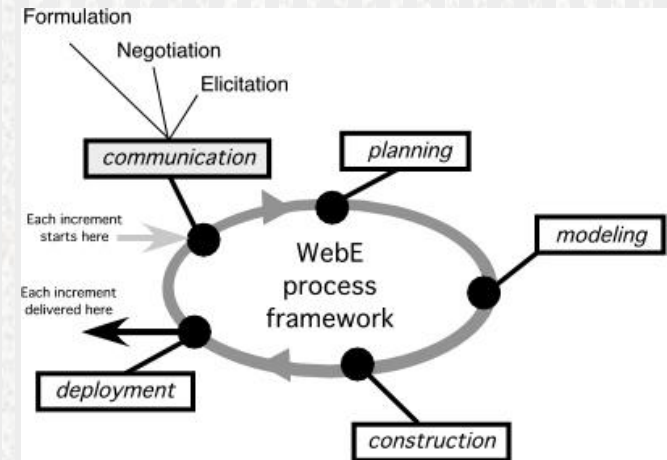 Formulation
Negotiation
Elicitation
communication
planning
Each increment
starts here
modeling
WebE
process
framework
Each increment
delivered here
deployment
construction